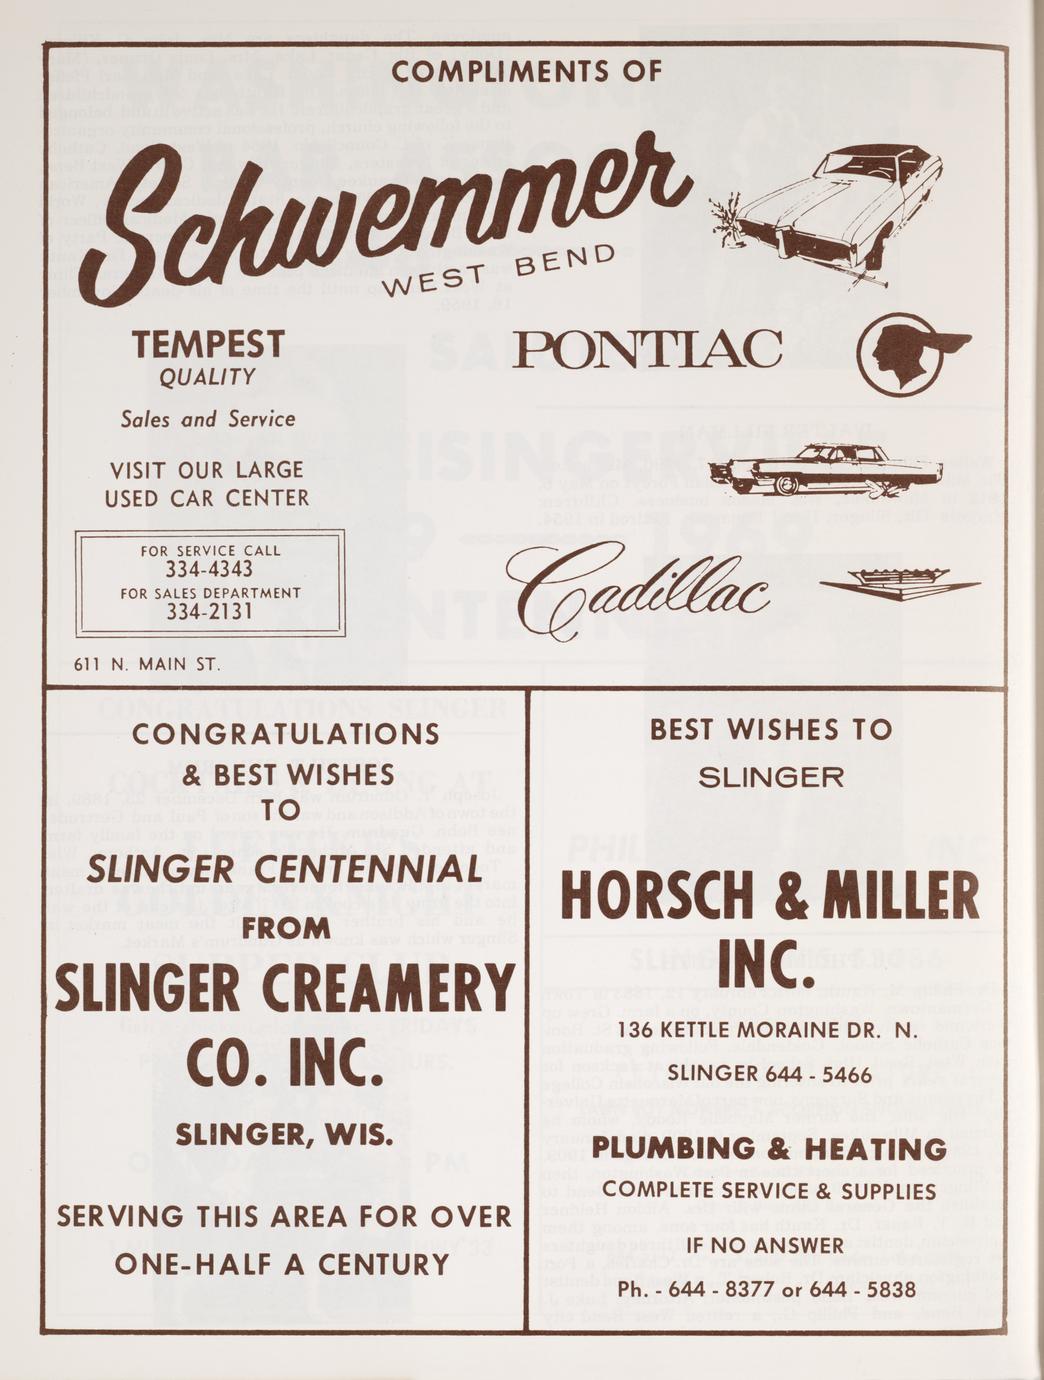 COMPLIMENTS OF
Schwemmer
WEST BEND
TEMPEST
QUALITY
Sales and Service
VISIT OUR LARGE
USED CAR CENTER
FOR SERVICE CALL
334-4343
FOR SALES DEPARTMENT
334-2131
611 N. MAIN ST.
PONTIAC
Cadillac
CONGRATULATIONS
& BEST WISHES
TO
SLINGER CENTENNIAL
FROM
SLINGER CREAMERY
CO. INC.
SLINGER, WIS.
SERVING THIS AREA FOR OVER
ONE-HALF A CENTURY
BEST WISHES TO
SLINGER
HORSCH & MILLER
INC.
136 KETTLE MORAINE DR. N.
SLINGER 644 - 5466
PLUMBING & HEATING
COMPLETE SERVICE & SUPPLIES
IF NO ANSWER
Ph. - 644 - 8377 or 644 - 5838